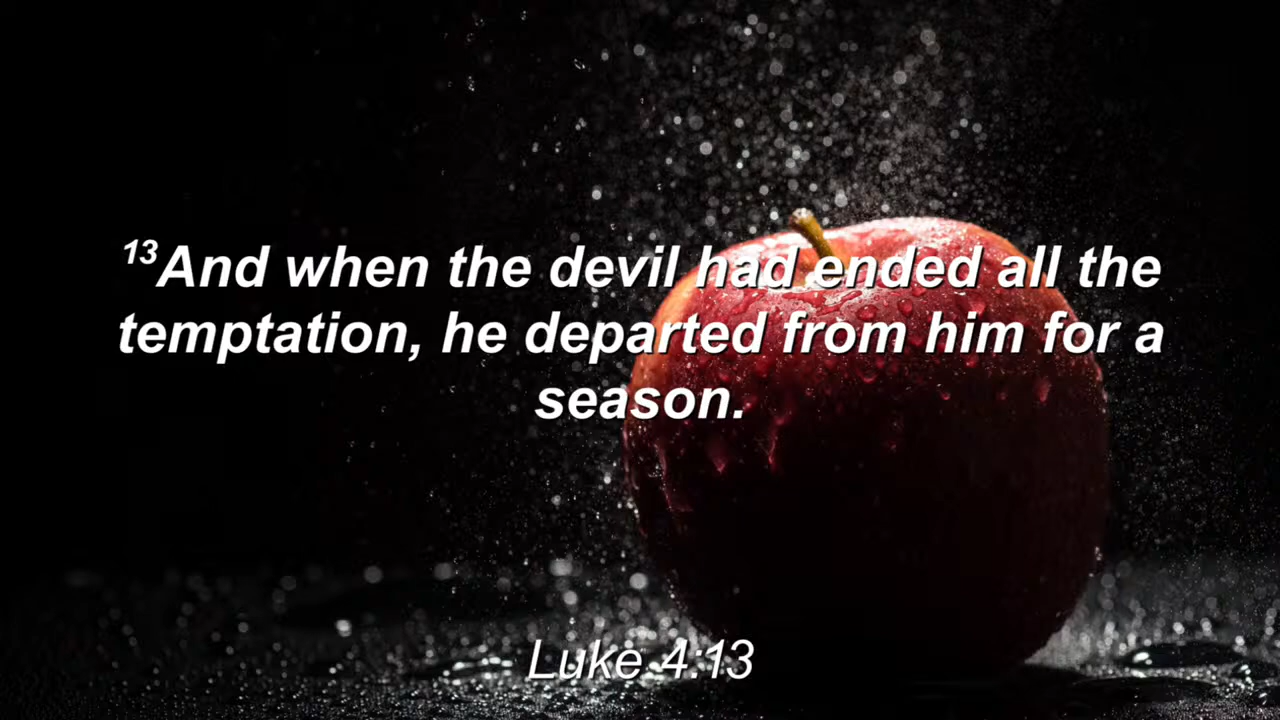 ¹³And when the devil had ended all the
temptation, he departed from him for a
season.
Luke 4:13